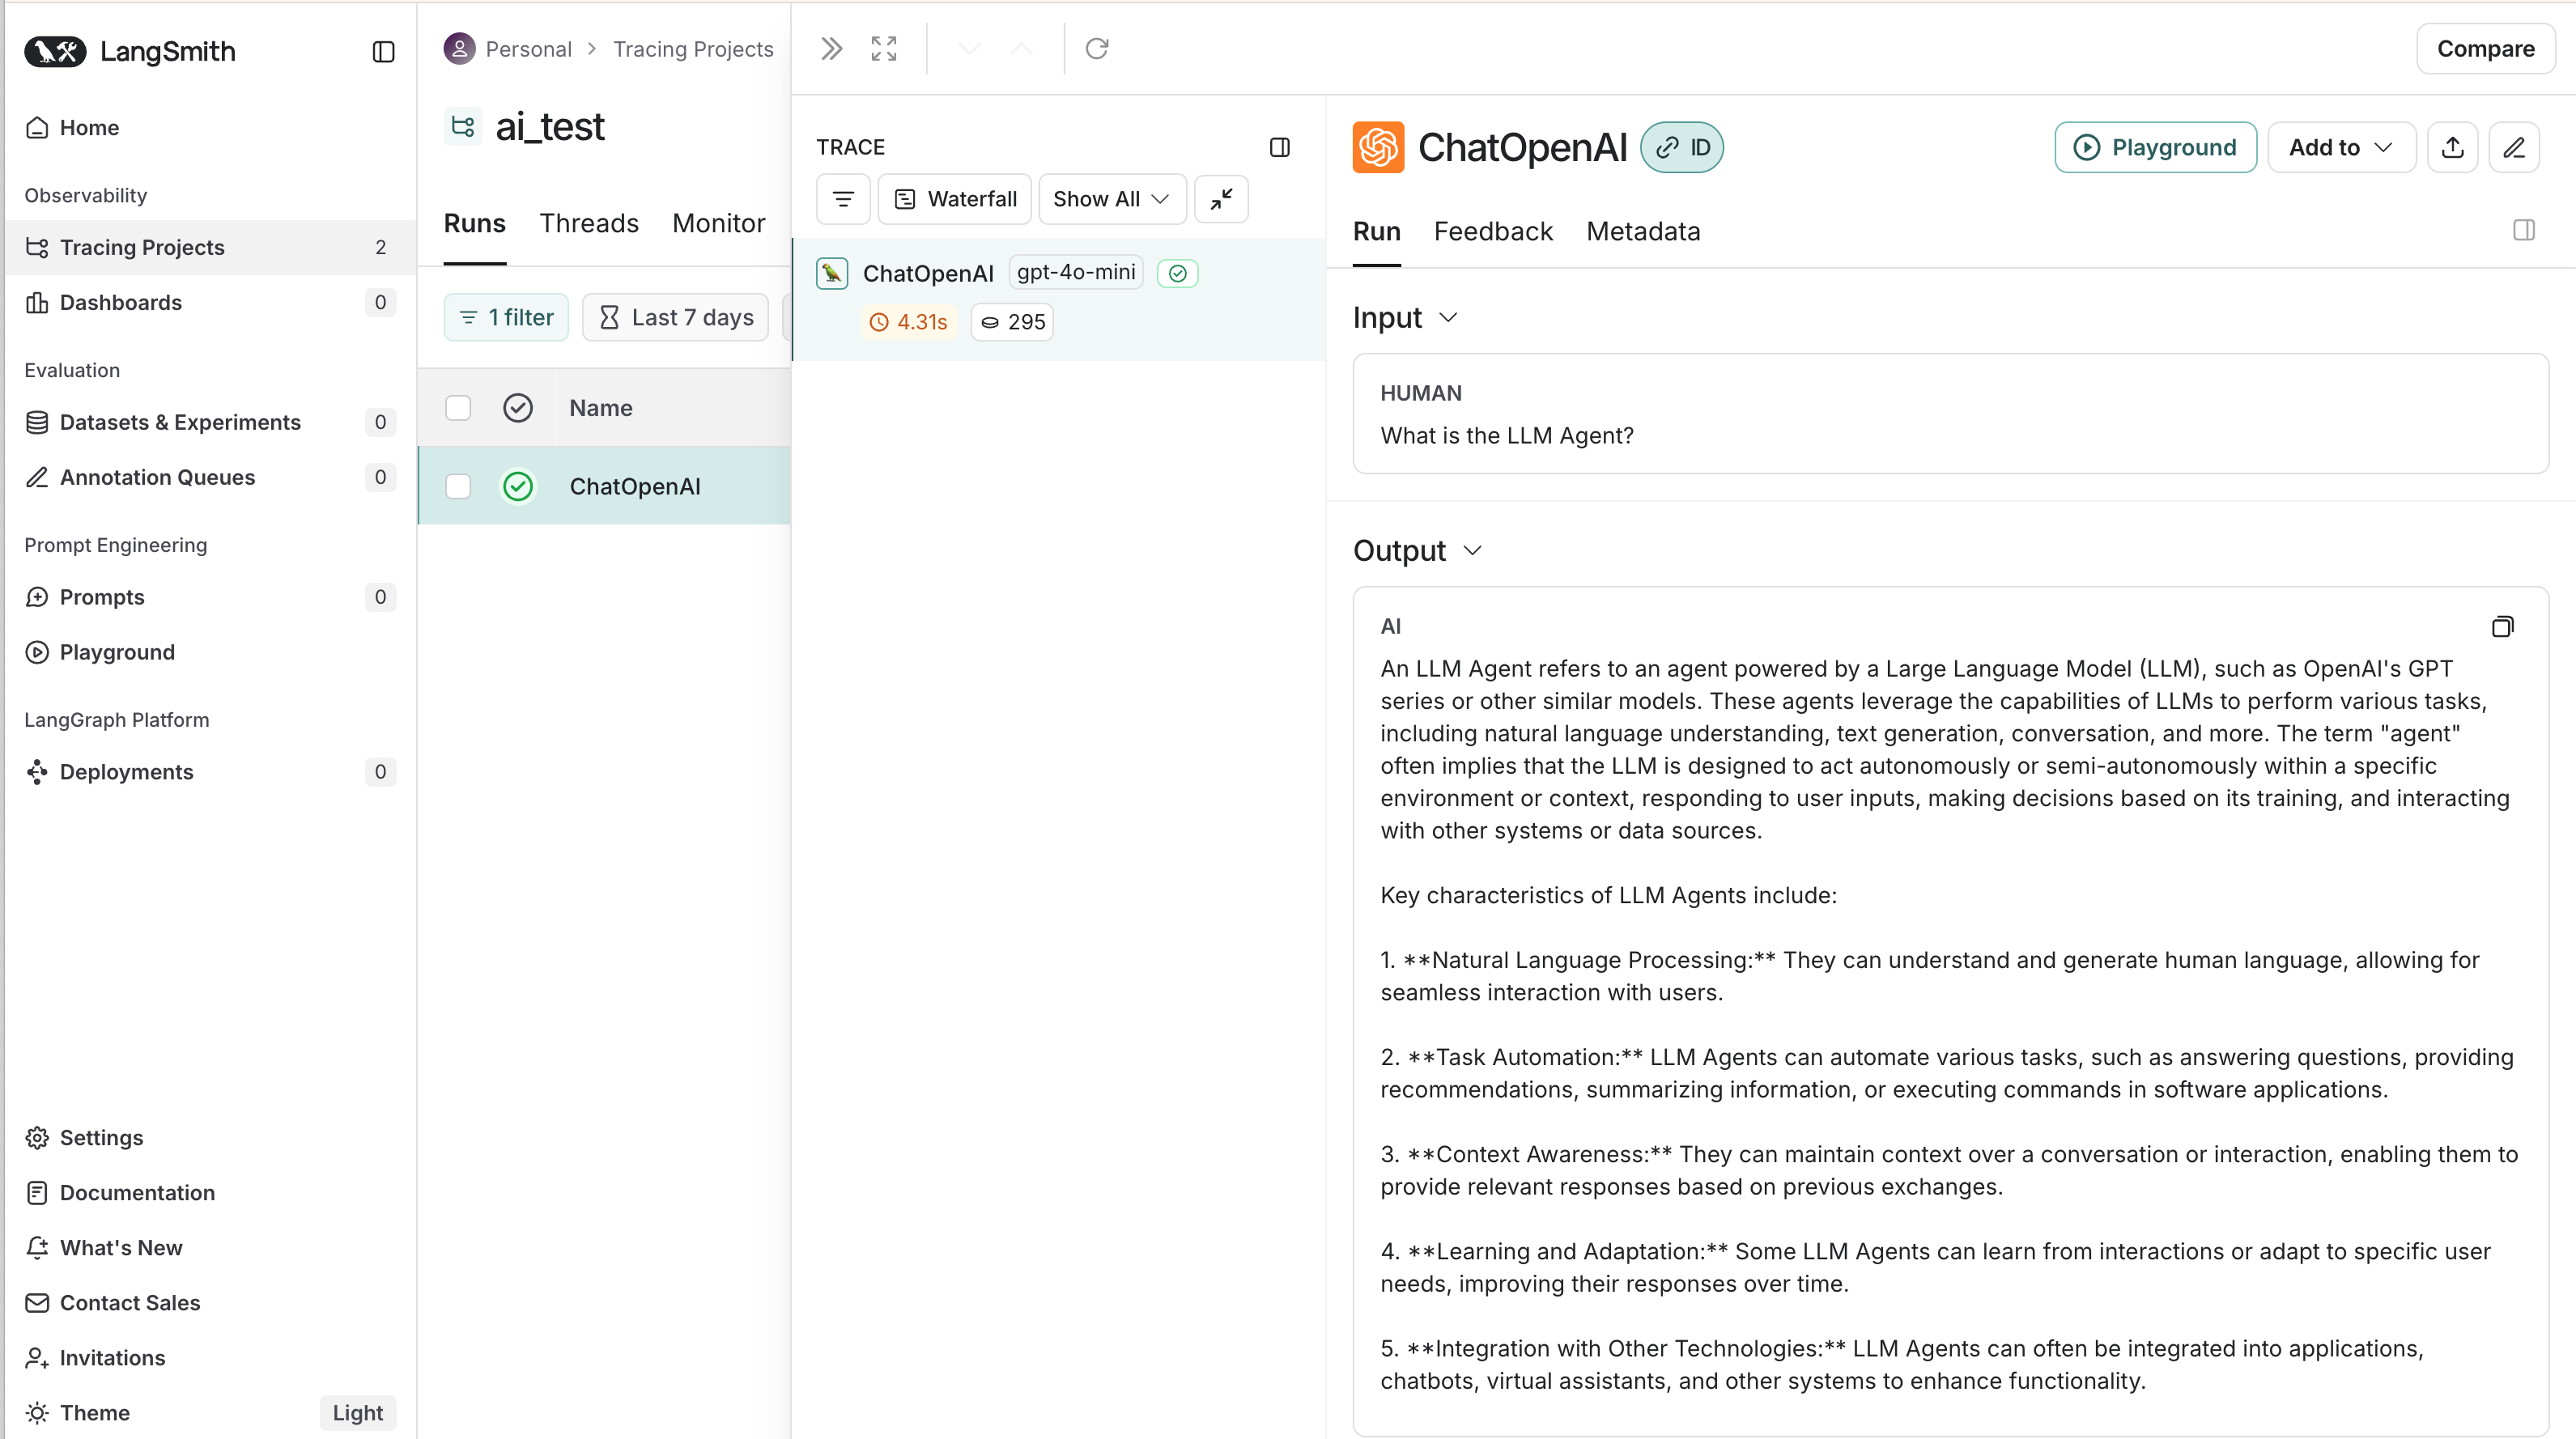 LangSmith
Home
Observability
Tracing Projects 2
Dashboards 0
Evaluation
Datasets & Experiments 0
Annotation Queues 0
Prompt Engineering
Prompts 0
Playground
LangGraph Platform
Deployments 0
Settings
Documentation
What's New
Contact Sales
Invitations
Theme Light
Personal > Tracing Projects
ai_test
Runs Threads Monitor
1 filter Last 7 days
Name
ChatOpenAI
Compare
TRACE
Waterfall Show All
ChatOpenAI gpt-4o-mini
4.31s 295
ChatOpenAI ID
Playground Add to
Run Feedback Metadata
Input
HUMAN
What is the LLM Agent?
Output
AI
An LLM Agent refers to an agent powered by a Large Language Model (LLM), such as OpenAI's GPT
series or other similar models. These agents leverage the capabilities of LLMs to perform various tasks,
including natural language understanding, text generation, conversation, and more. The term "agent"
often implies that the LLM is designed to act autonomously or semi-autonomously within a specific
environment or context, responding to user inputs, making decisions based on its training, and interacting
with other systems or data sources.
Key characteristics of LLM Agents include:
1. **Natural Language Processing:** They can understand and generate human language, allowing for
seamless interaction with users.
2. **Task Automation:** LLM Agents can automate various tasks, such as answering questions, providing
recommendations, summarizing information, or executing commands in software applications.
3. **Context Awareness:** They can maintain context over a conversation or interaction, enabling them to
provide relevant responses based on previous exchanges.
4. **Learning and Adaptation:** Some LLM Agents can learn from interactions or adapt to specific user
needs, improving their responses over time.
5. **Integration with Other Technologies:** LLM Agents can often be integrated into applications,
chatbots, virtual assistants, and other systems to enhance functionality.